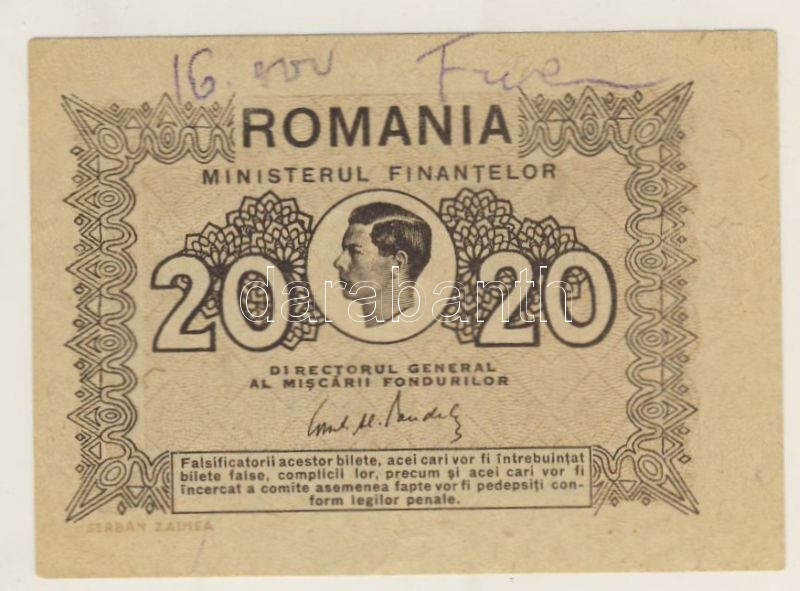 16.
ROMANIA
MINISTERUL FINANȚELOR
20 20
darabanth
DIRECTORUL GENERAL
AL MIȘCĂRII FONDURILOR
Falsificatorii acestor bilete, acei cari vor fi întrebuințat
bilete false, complicii lor, precum și acei cari vor fi
încercat a comite asemenea fapte vor fi pedepsiți con-
form legilor penale.
ȘERBAN ZAINEA